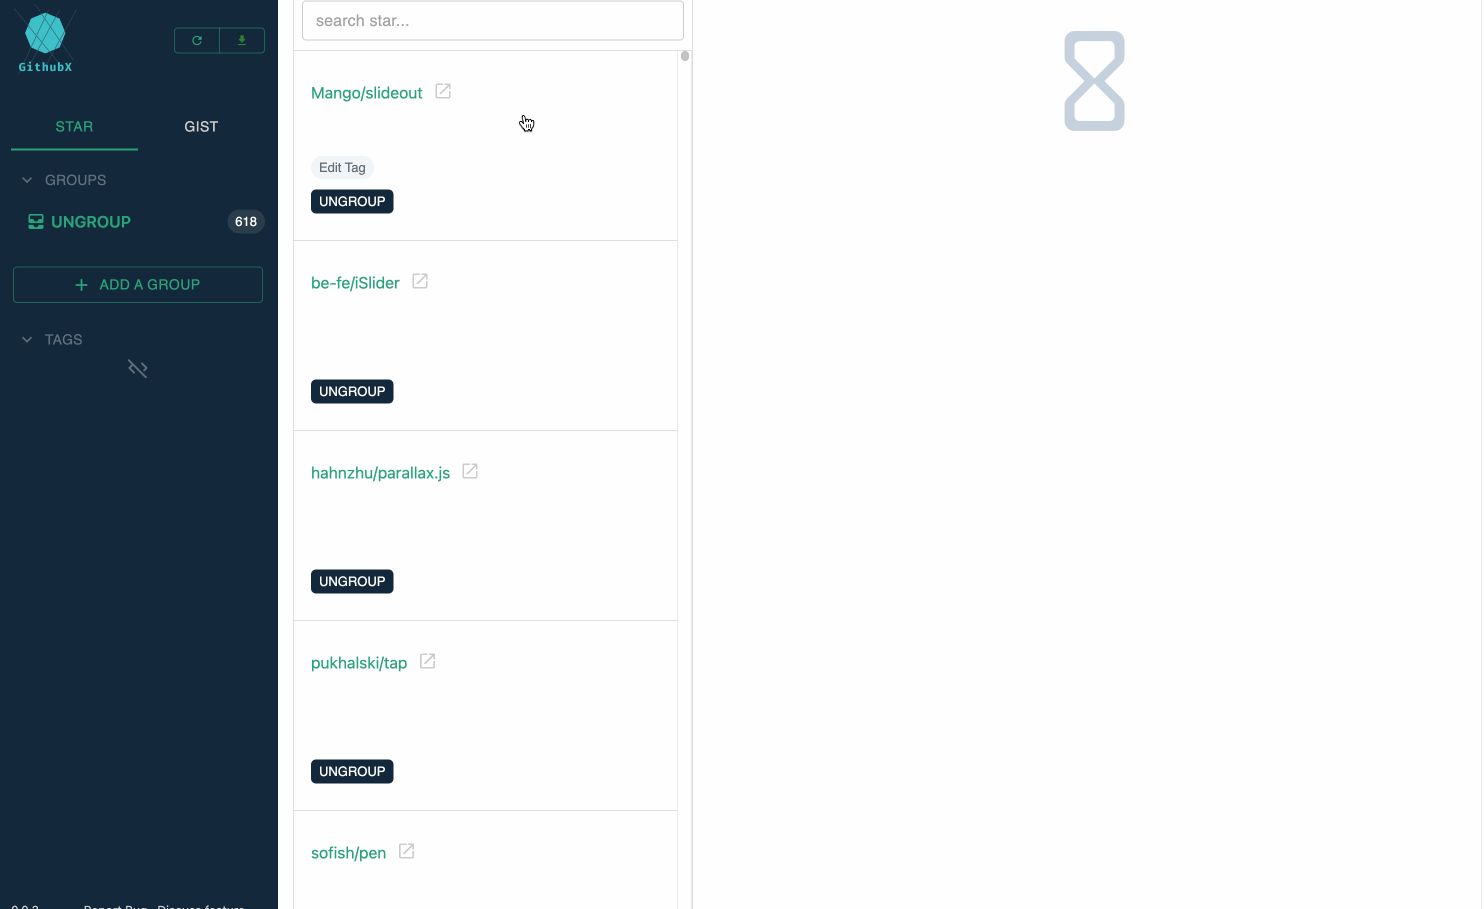 GithubX
STAR
GIST
GROUPS
UNGROUP
618
ADD A GROUP
TAGS
search star...
Mango/slideout
Edit Tag
UNGROUP
be-fe/iSlider
UNGROUP
hahnzhu/parallax.js
UNGROUP
pukhalski/tap
UNGROUP
sofish/pen